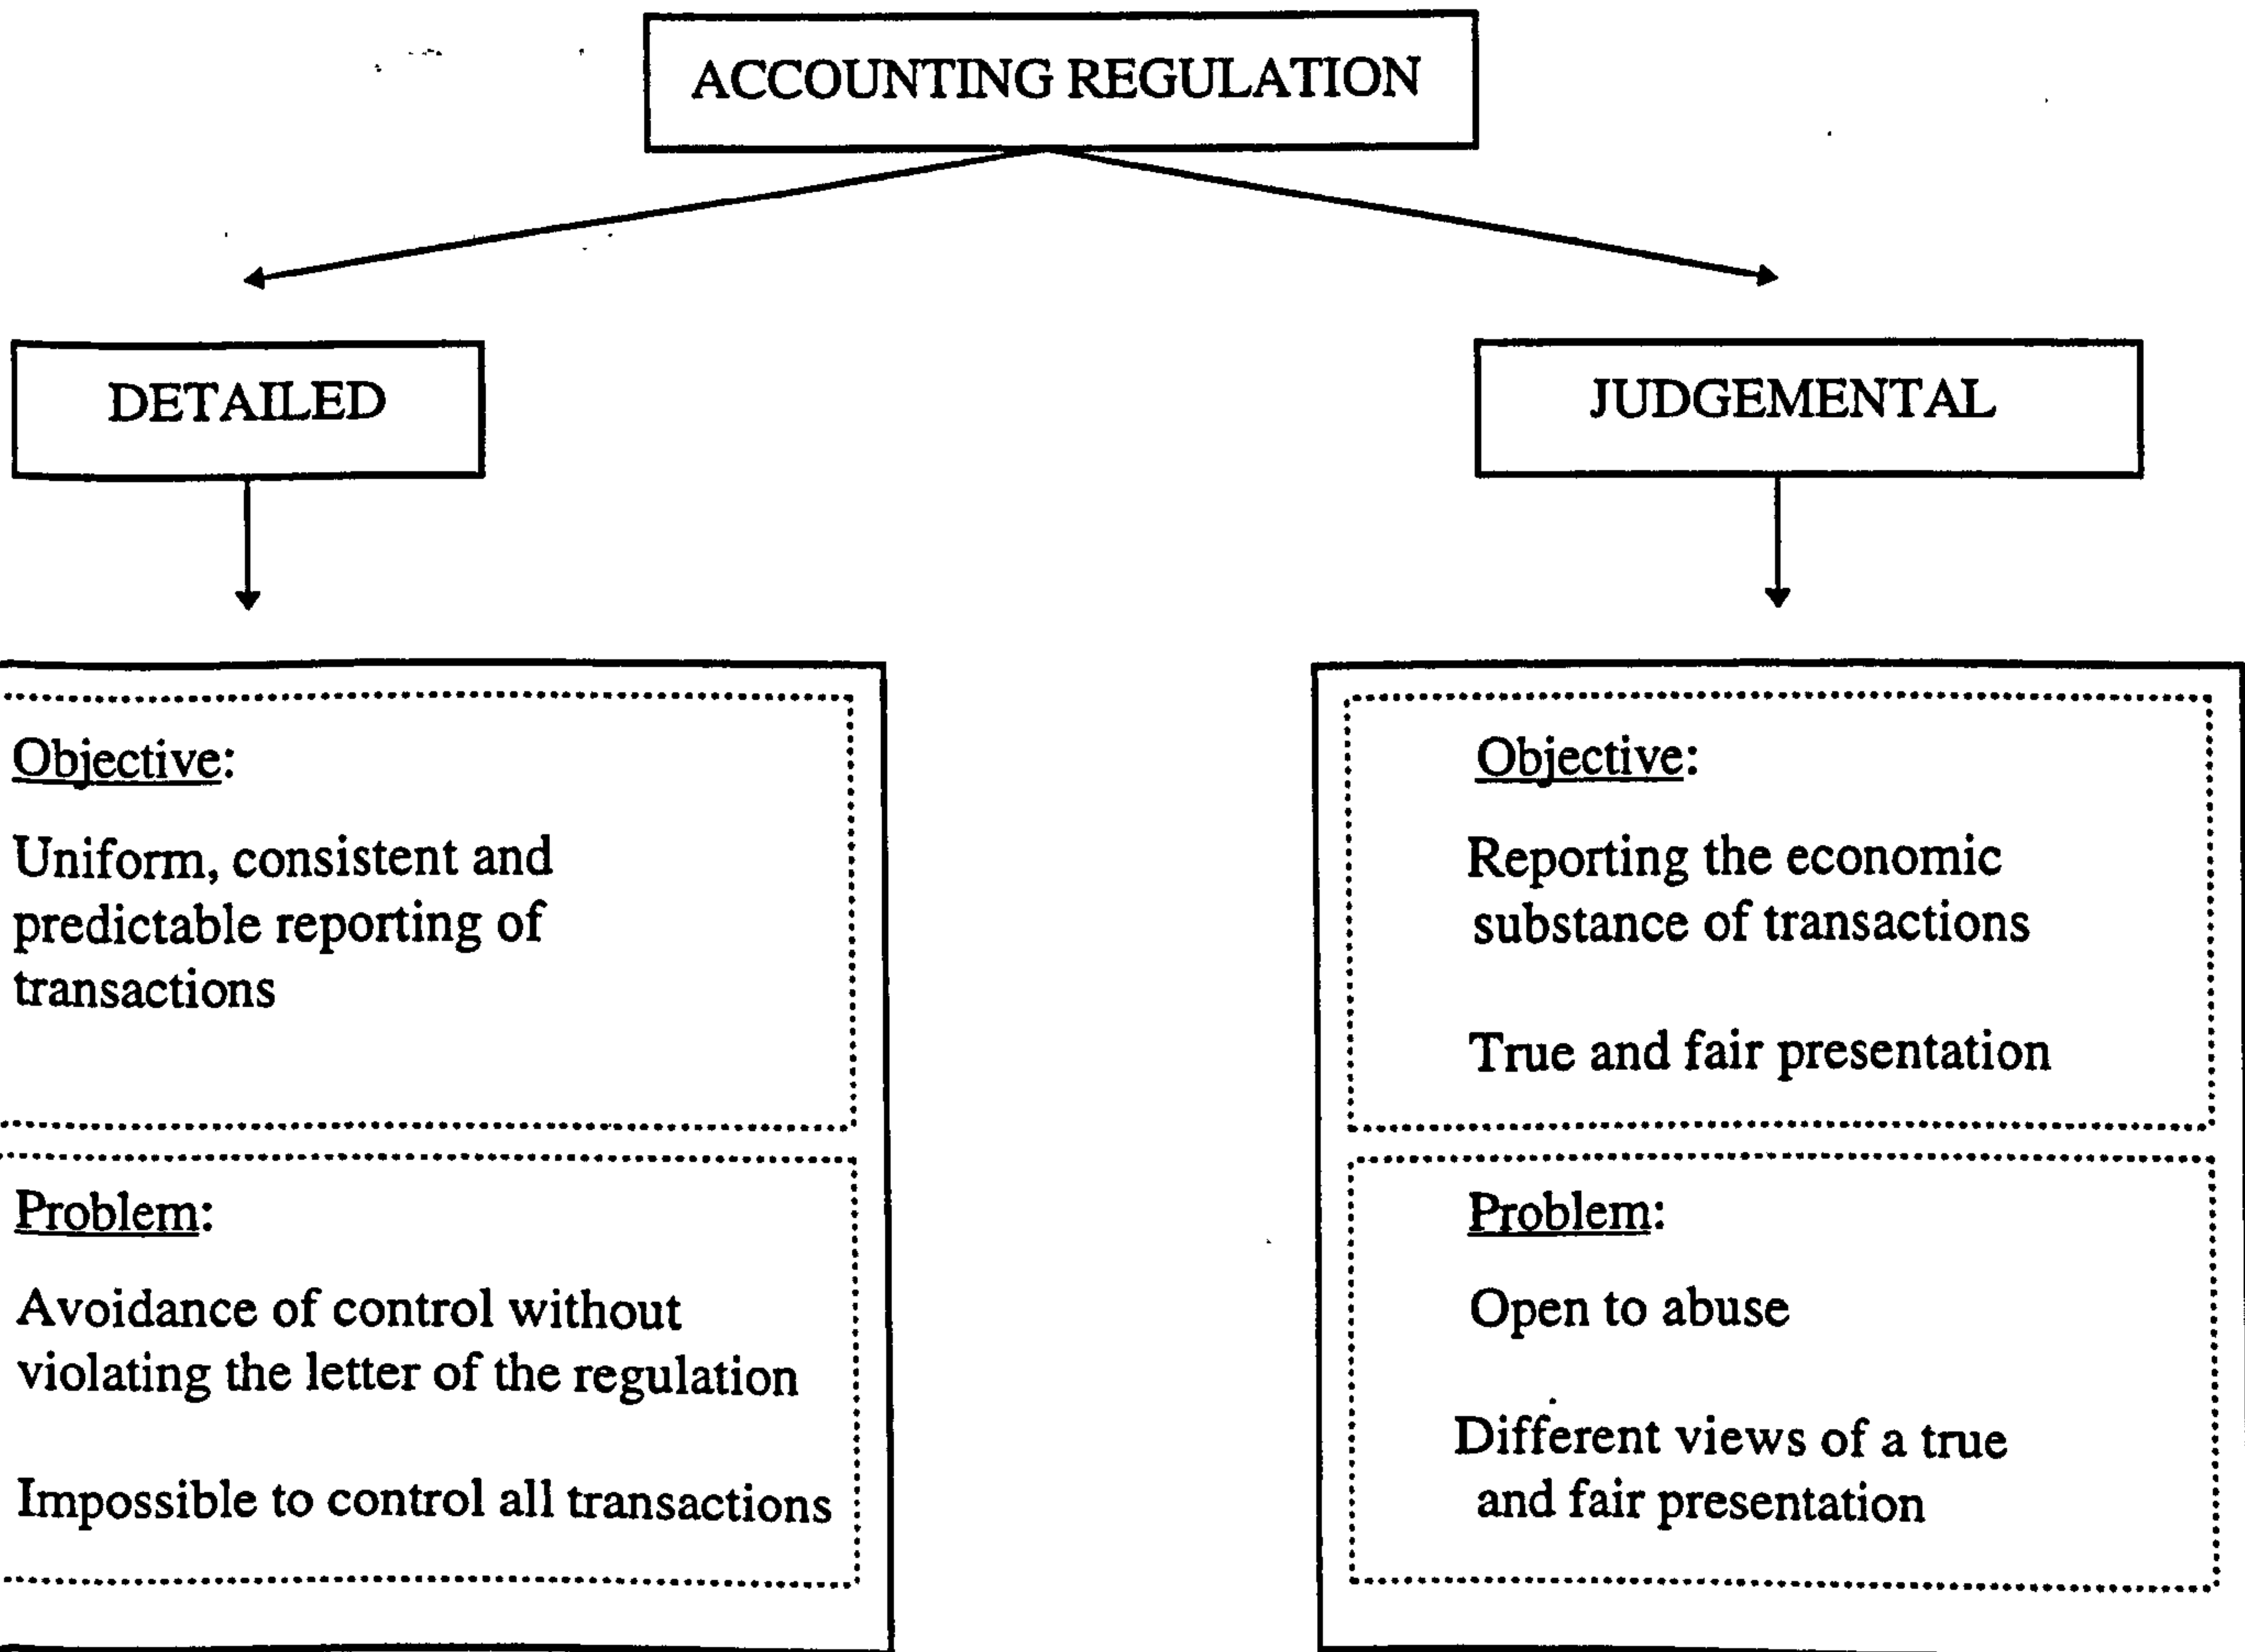 ACCOUNTING REGULATION
DETAILED
JUDGEMENTAL
Objective:
Uniform, consistent and
predictable reporting of
transactions
Problem:
Avoidance of control without
violating the letter of the regulation
Impossible to control all transactions
Objective:
Reporting the economic
substance of transactions
True and fair presentation
Problem:
Open to abuse
Different views of a true
and fair presentation